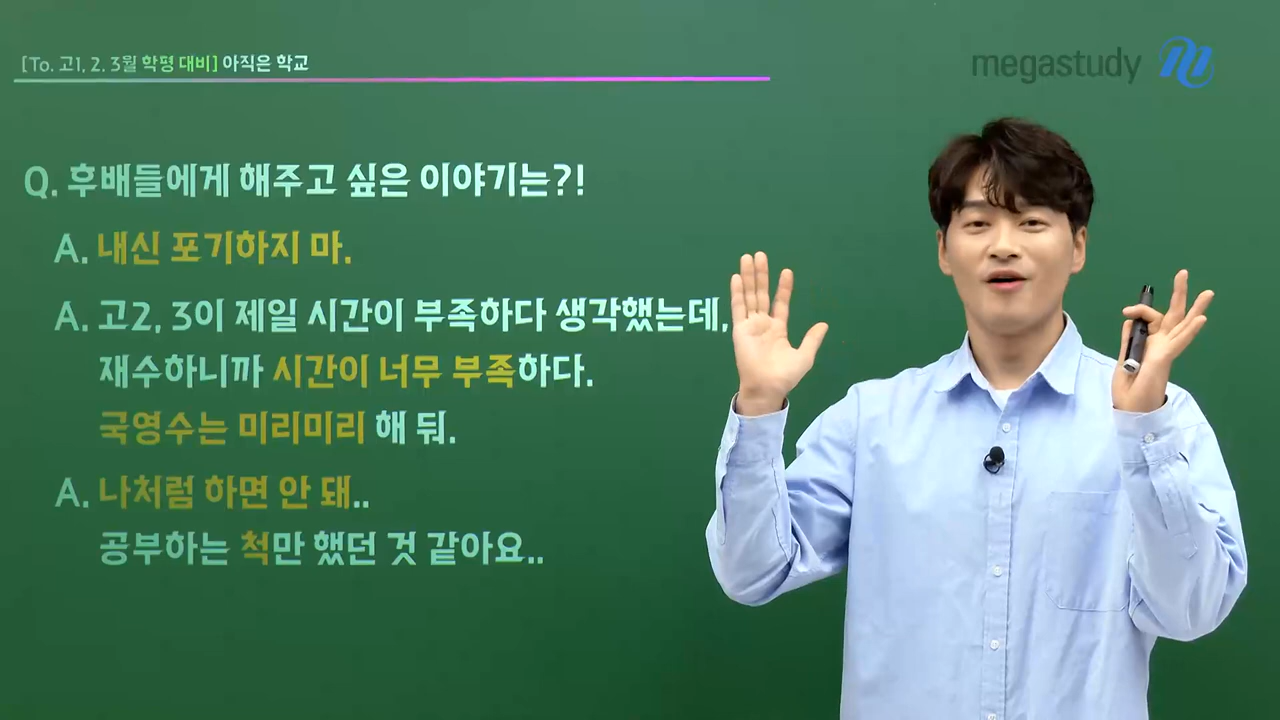 [To. 고1, 2. 3월 학평 대비] 아직은 학교
megastudy
Q. 후배들에게 해주고 싶은 이야기는?!
A. 내신 포기하지 마.
A. 고2, 3이 제일 시간이 부족하다 생각했는데,
재수하니까 시간이 너무 부족하다.
국영수는 미리미리 해 둬.
A. 나처럼 하면 안 돼..
공부하는 척만 했던 것 같아요..